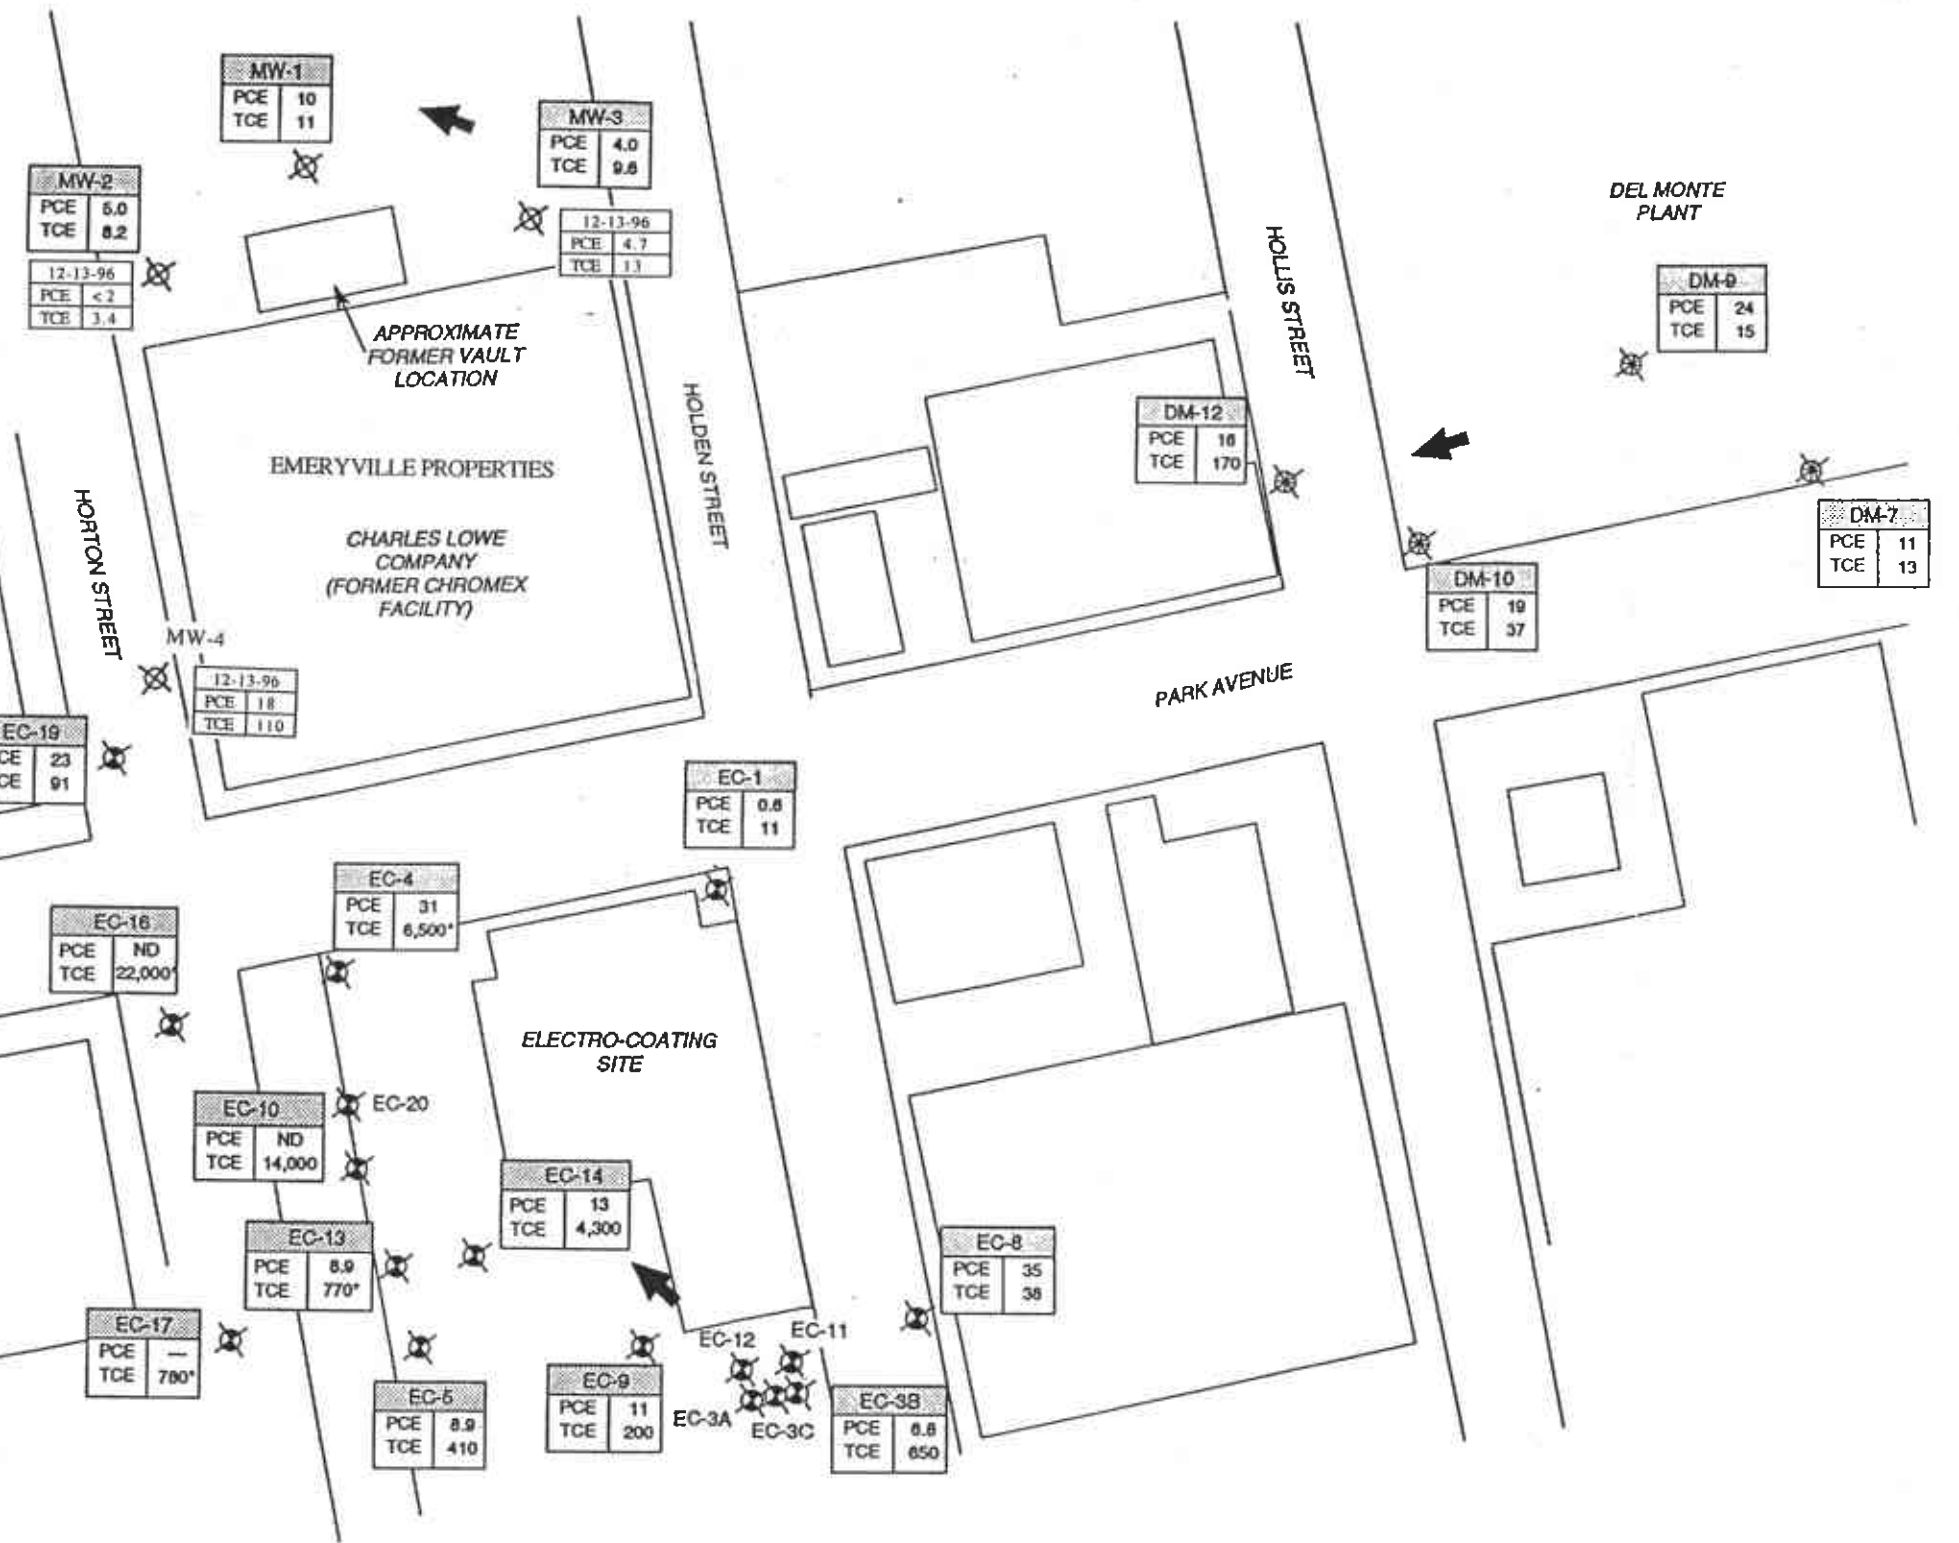 MW-1
PCE 10
TCE 11
MW-3
PCE 4.0
TCE 9.6
12-13-96
PCE 4.7
TCE 13
MW-2
PCE 5.0
TCE 8.2
12-13-96
PCE <2
TCE 3.4
APPROXIMATE
FORMER VAULT
LOCATION
DEL MONTE
PLANT
HOLLIS STREET
DM-9
PCE 24
TCE 15
DM-12
PCE 16
TCE 170
HOLDEN STREET
EMERYVILLE PROPERTIES
CHARLES LOWE
COMPANY
(FORMER CHROMEX
FACILITY)
HORTON STREET
DM-7
PCE 11
TCE 13
DM-10
PCE 19
TCE 37
MW-4
12-13-96
PCE 18
TCE 110
PARK AVENUE
EC-19
CE 23
CE 91
EC-1
PCE 0.6
TCE 11
EC-4
PCE 31
TCE 6,500*
EC-16
PCE ND
TCE 22,000*
ELECTRO-COATING
SITE
EC-10
PCE ND
TCE 14,000
EC-20
EC-14
PCE 13
TCE 4,300
EC-13
PCE 8.9
TCE 770*
EC-8
PCE 35
TCE 38
EC-17
PCE —
TCE 780*
EC-12
EC-11
EC-5
PCE 8.9
TCE 410
EC-9
PCE 11
TCE 200
EC-3A
EC-3C
EC-3B
PCE 6.6
TCE 650